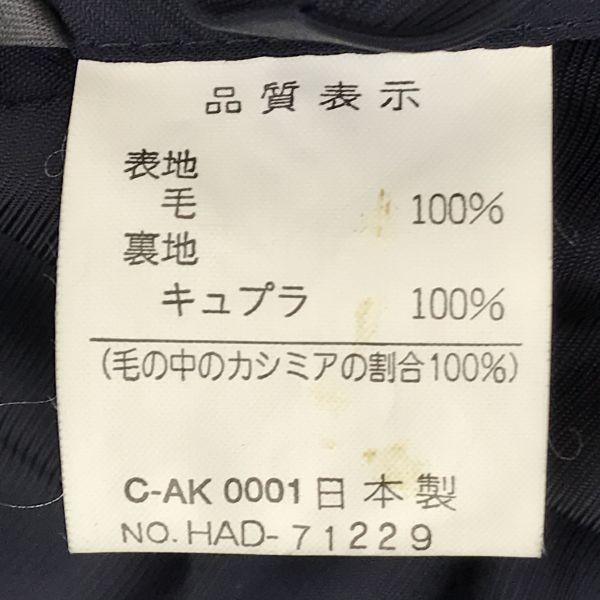 品質表示
表地
毛 100%
裏地
キュプラ 100%
(毛の中のカシミアの割合100%)
C-AK 0001 日本製
NO. HAD-71229